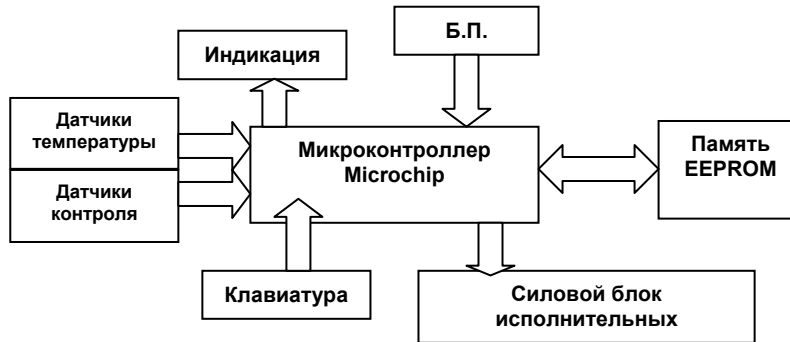 Б.П.
Индикация
Датчики
температуры
Микроконтроллер
Microchip
Память
EEPROM
Датчики
контроля
Клавиатура
Силовой блок
исполнительных